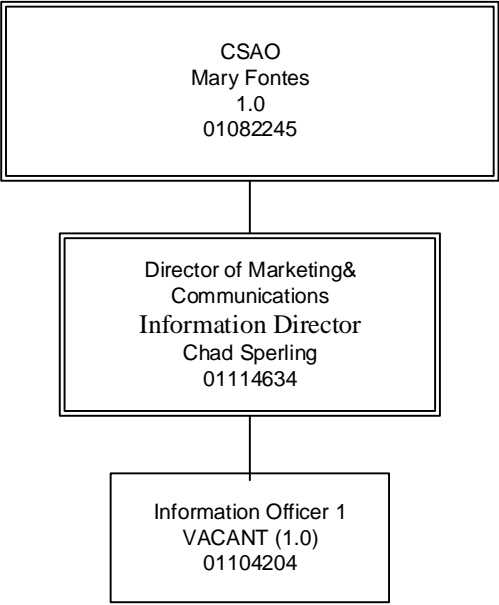 CSAO
Mary Fontes
1.0
01082245
Director of Marketing&
Communications
Information Director
Chad Sperling
01114634
Information Officer 1
VACANT (1.0)
01104204